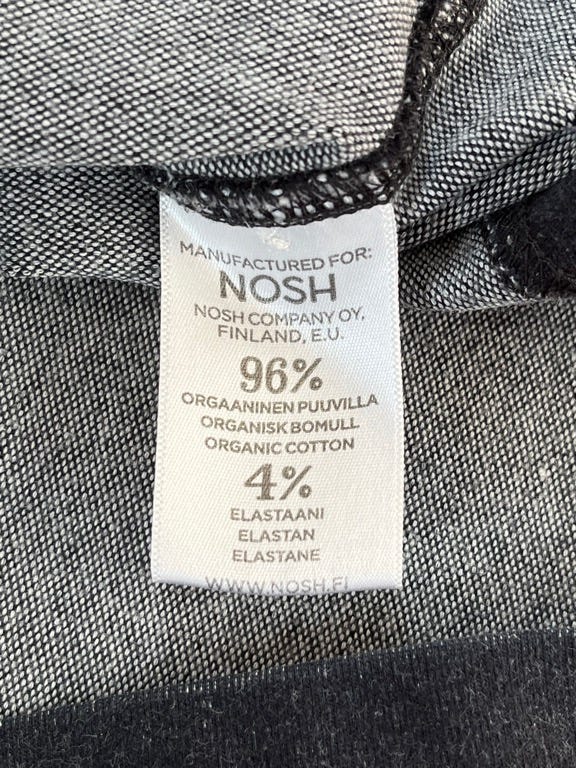 MANUFACTURED FOR:
NOSH
NOSH COMPANY OY,
FINLAND, E.U.
96%
ORGAANINEN PUUVILLA
ORGANISK BOMULL
ORGANIC COTTON
4%
ELASTAANI
ELASTAN
ELASTANE
WWW.NOSH.FI